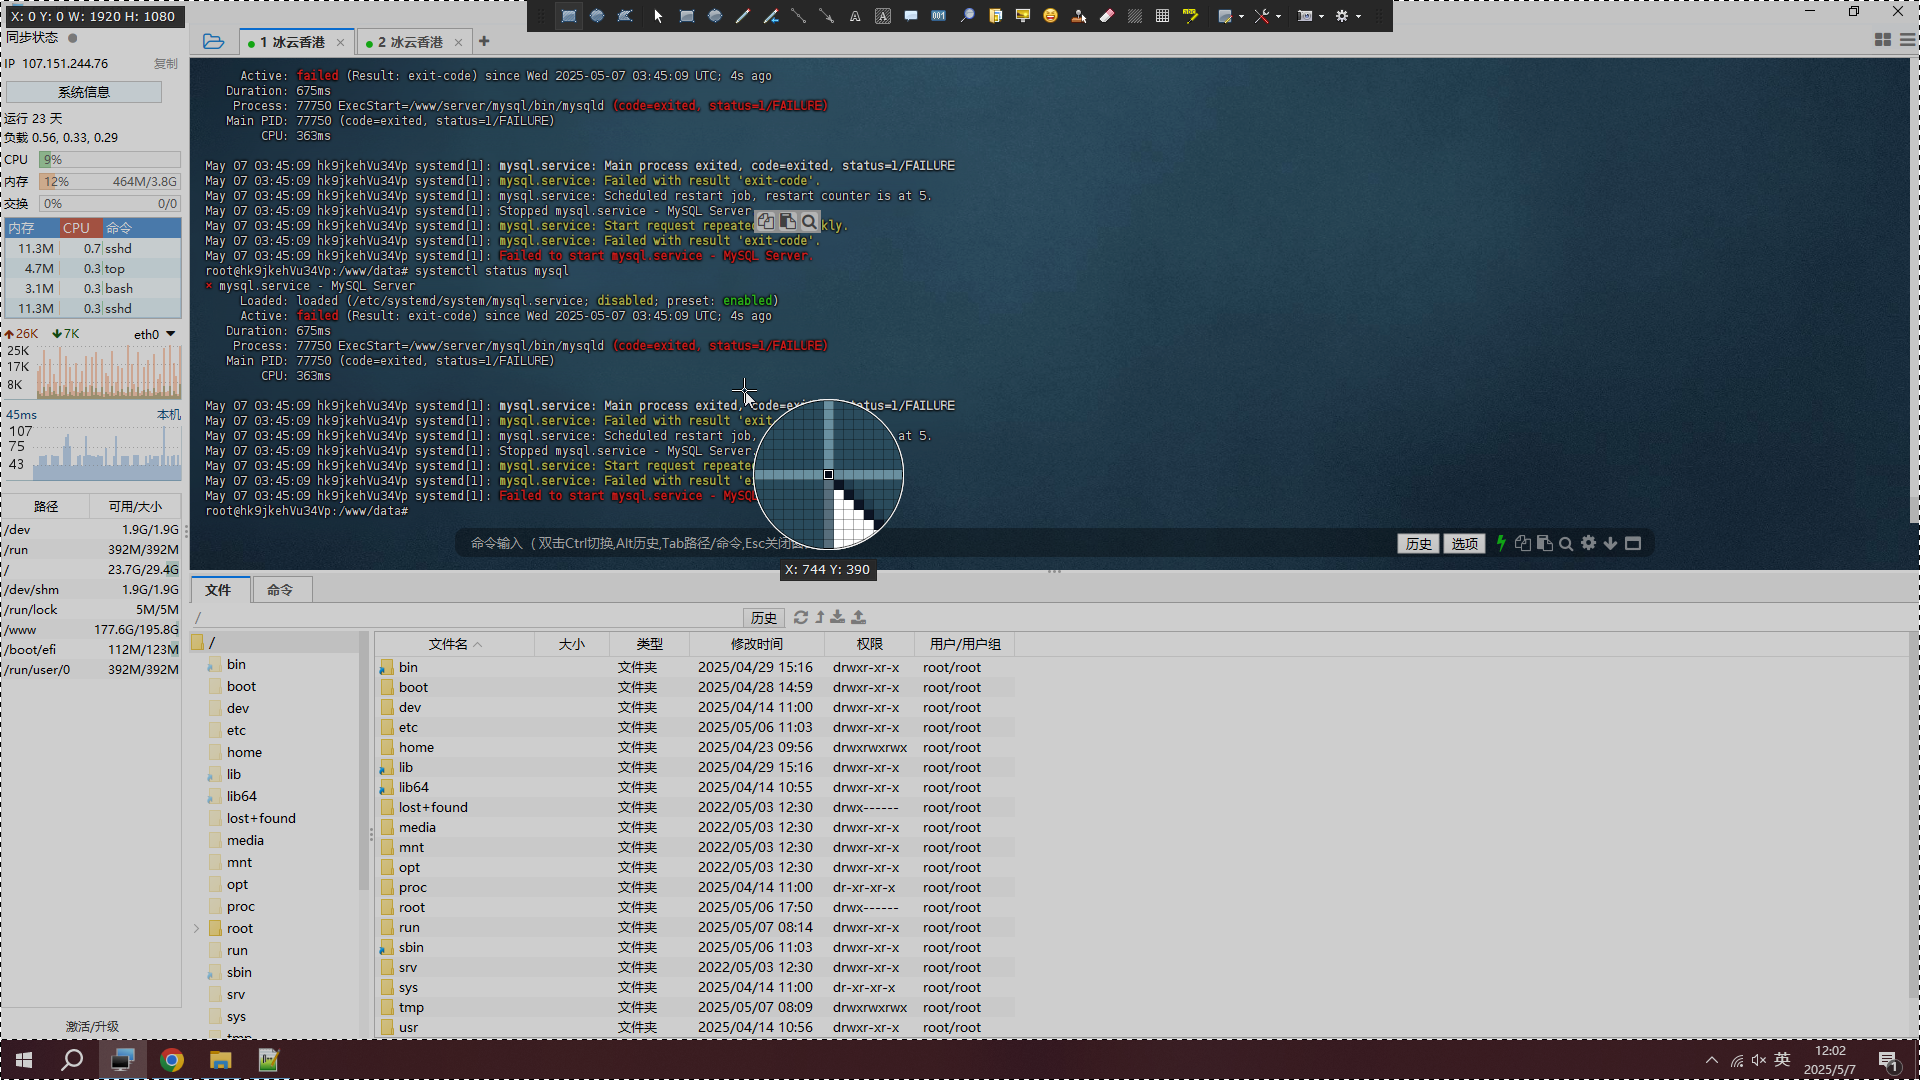 X: 0 Y: 0 W: 1920 H: 1080
同步状态
IP 107.151.244.76 复制
系统信息
运行 23 天
负载 0.56, 0.33, 0.29
CPU 9%
内存 12% 464M/3.8G
交换 0% 0/0
内存 CPU 命令
11.3M 0.7 sshd
4.7M 0.3 top
3.1M 0.3 bash
11.3M 0.3 sshd
26K 7K eth0
25K
17K
8K
45ms 本机
107
75
43
路径 可用/大小
/dev 1.9G/1.9G
/run 392M/392M
/ 23.7G/29.4G
/dev/shm 1.9G/1.9G
/run/lock 5M/5M
/www 177.6G/195.8G
/boot/efi 112M/123M
/run/user/0 392M/392M
激活/升级
1 冰云香港
2 冰云香港
Active: failed (Result: exit-code) since Wed 2025-05-07 03:45:09 UTC; 4s ago
Duration: 675ms
Process: 77750 ExecStart=/www/server/mysql/bin/mysqld (code=exited, status=1/FAILURE)
Main PID: 77750 (code=exited, status=1/FAILURE)
CPU: 363ms
May 07 03:45:09 hk9jkehVu34Vp systemd[1]: mysql.service: Main process exited, code=exited, status=1/FAILURE
May 07 03:45:09 hk9jkehVu34Vp systemd[1]: mysql.service: Failed with result 'exit-code'.
May 07 03:45:09 hk9jkehVu34Vp systemd[1]: mysql.service: Scheduled restart job, restart counter is at 5.
May 07 03:45:09 hk9jkehVu34Vp systemd[1]: Stopped mysql.service - MySQL Server
May 07 03:45:09 hk9jkehVu34Vp systemd[1]: mysql.service: Start request repeate kly.
May 07 03:45:09 hk9jkehVu34Vp systemd[1]: mysql.service: Failed with result 'exit-code'.
May 07 03:45:09 hk9jkehVu34Vp systemd[1]: Failed to start mysql.service - MySQL Server.
root@hk9jkehVu34Vp:/www/data# systemctl status mysql
× mysql.service - MySQL Server
Loaded: loaded (/etc/systemd/system/mysql.service; disabled; preset: enabled)
Active: failed (Result: exit-code) since Wed 2025-05-07 03:45:09 UTC; 4s ago
Duration: 675ms
Process: 77750 ExecStart=/www/server/mysql/bin/mysqld (code=exited, status=1/FAILURE)
Main PID: 77750 (code=exited, status=1/FAILURE)
CPU: 363ms
May 07 03:45:09 hk9jkehVu34Vp systemd[1]: mysql.service: Main process exited, code=exi atus=1/FAILURE
May 07 03:45:09 hk9jkehVu34Vp systemd[1]: mysql.service: Failed with result 'exit
May 07 03:45:09 hk9jkehVu34Vp systemd[1]: mysql.service: Scheduled restart job, at 5.
May 07 03:45:09 hk9jkehVu34Vp systemd[1]: Stopped mysql.service - MySQL Server
May 07 03:45:09 hk9jkehVu34Vp systemd[1]: mysql.service: Start request repeate
May 07 03:45:09 hk9jkehVu34Vp systemd[1]: mysql.service: Failed with result 'e
May 07 03:45:09 hk9jkehVu34Vp systemd[1]: Failed to start mysql.service - MySQL
root@hk9jkehVu34Vp:/www/data#
命令输入 (双击Ctrl切换,Alt历史,Tab路径/命令,Esc关闭
历史 选项
X: 744 Y: 390
文件 命令
/ 历史
/
bin
boot
dev
etc
home
lib
lib64
lost+found
media
mnt
opt
proc
root
run
sbin
srv
sys
tmp
文件名 大小 类型 修改时间 权限 用户/用户组
bin 文件夹 2025/04/29 15:16 drwxr-xr-x root/root
boot 文件夹 2025/04/28 14:59 drwxr-xr-x root/root
dev 文件夹 2025/04/14 11:00 drwxr-xr-x root/root
etc 文件夹 2025/05/06 11:03 drwxr-xr-x root/root
home 文件夹 2025/04/23 09:56 drwxrwxrwx root/root
lib 文件夹 2025/04/29 15:16 drwxr-xr-x root/root
lib64 文件夹 2025/04/14 10:55 drwxr-xr-x root/root
lost+found 文件夹 2022/05/03 12:30 drwx------ root/root
media 文件夹 2022/05/03 12:30 drwxr-xr-x root/root
mnt 文件夹 2022/05/03 12:30 drwxr-xr-x root/root
opt 文件夹 2022/05/03 12:30 drwxr-xr-x root/root
proc 文件夹 2025/04/14 11:00 dr-xr-xr-x root/root
root 文件夹 2025/05/06 17:50 drwx------ root/root
run 文件夹 2025/05/07 08:14 drwxr-xr-x root/root
sbin 文件夹 2025/05/06 11:03 drwxr-xr-x root/root
srv 文件夹 2022/05/03 12:30 drwxr-xr-x root/root
sys 文件夹 2025/04/14 11:00 dr-xr-xr-x root/root
tmp 文件夹 2025/05/07 08:09 drwxrwxrwx root/root
usr 文件夹 2025/04/14 10:56 drwxr-xr-x root/root
英
12:02
2025/5/7
1